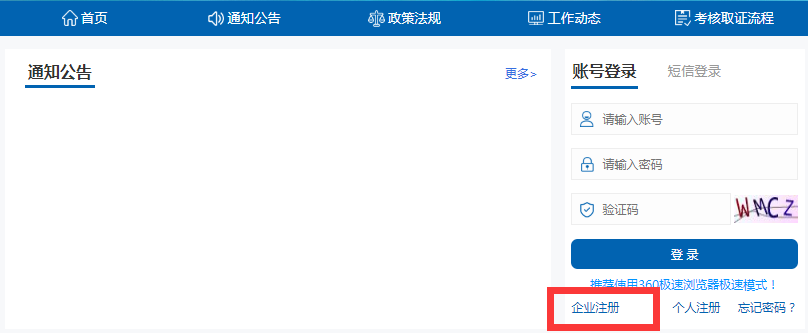 首页 通知公告 政策法规 工作动态 考核取证流程
通知公告 更多>
账号登录 短信登录
请输入账号
请输入密码
验证码 WMCZ
登 录
推荐使用360极速浏览器极速模式！
企业注册 个人注册 忘记密码？